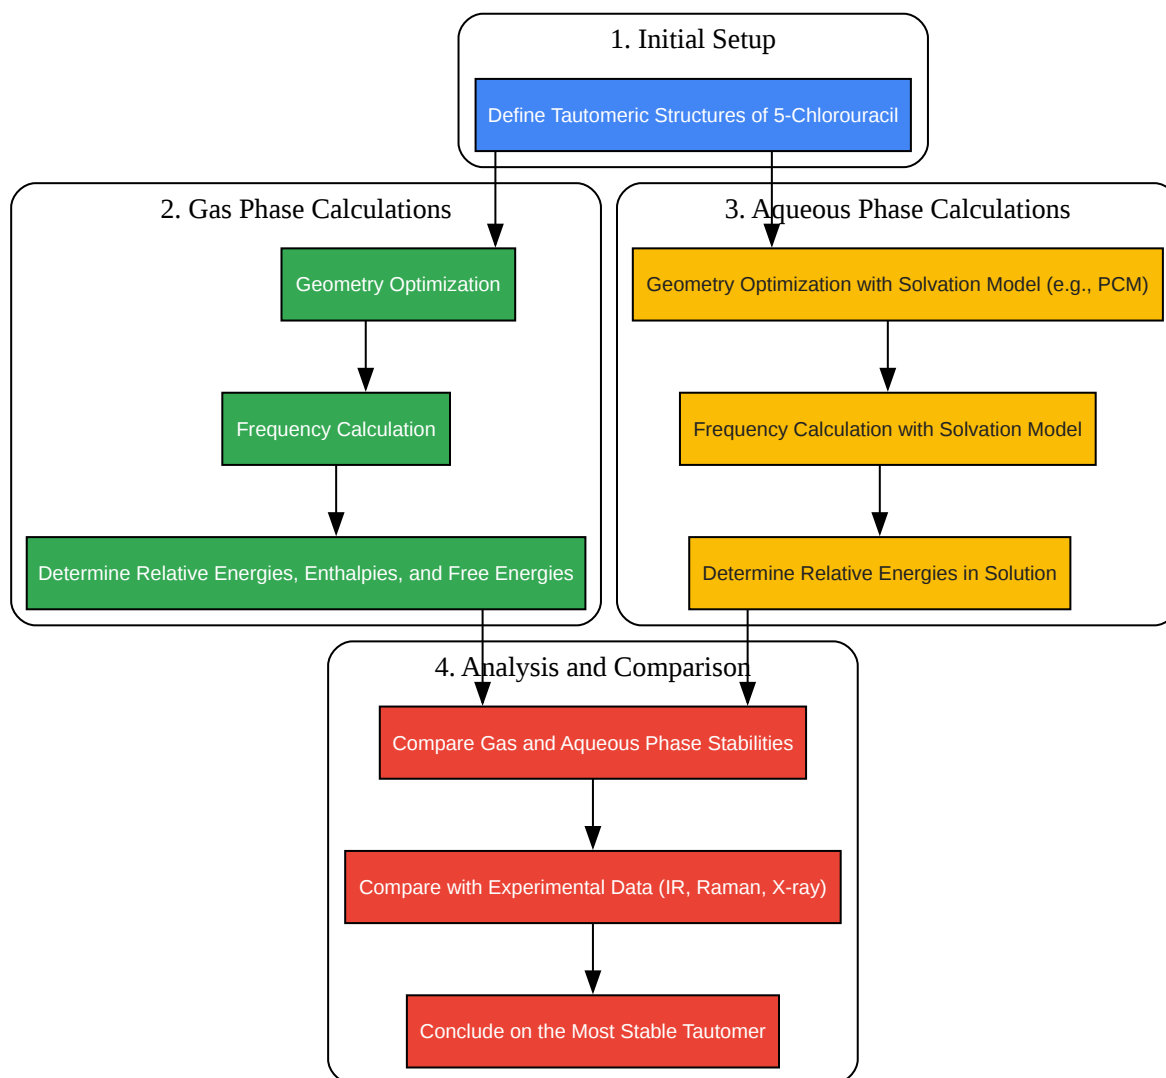 1. Initial Setup
Define Tautomeric Structures of 5-Chlorouracil
2. Gas Phase Calculations
Geometry Optimization
Frequency Calculation
Determine Relative Energies, Enthalpies, and Free Energies
3. Aqueous Phase Calculations
Geometry Optimization with Solvation Model (e.g., PCM)
Frequency Calculation with Solvation Model
Determine Relative Energies in Solution
4. Analysis and Comparison
Compare Gas and Aqueous Phase Stabilities
Compare with Experimental Data (IR, Raman, X-ray)
Conclude on the Most Stable Tautomer